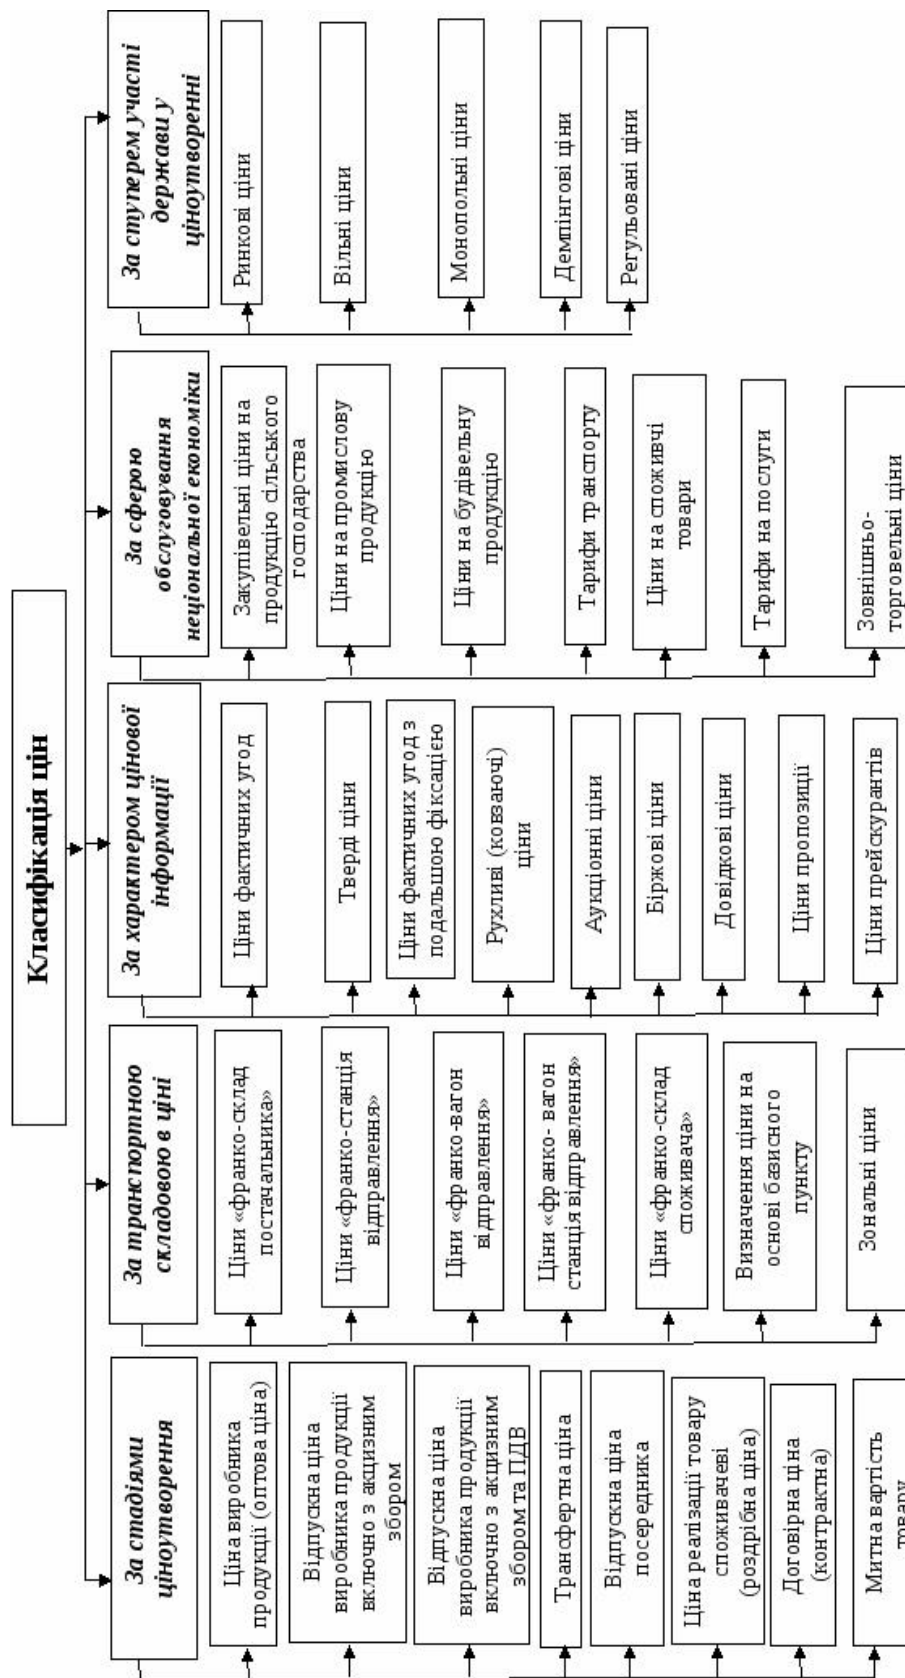 Класифікація цін
За стадіями
ціноутворення
Ціна виробника
продукції (оптова ціна)
Відпускна ціна
виробника продукції
включно з акцизним
збором
Відпускна ціна
виробника продукції
включно з акцизним
збором та ПДВ
Трансфертна ціна
Відпускна ціна
посередника
Ціна реалізації товару
споживачеві
(роздрібна ціна)
Договірна ціна
(контрактна)
Митна вартість
товару
За транспортною
складовою в ціні
Ціни «франко-склад
постачальника»
Ціни «франко-станція
відправлення»
Ціни «франко-вагон
відправлення»
Ціни «франко- вагон
станція відправлення»
Ціни «франко-склад
споживача»
Визначення ціни на
основі базисного
пункту
Зональні ціни
За характером цінової
інформації
Ціни фактичних угод
Тверді ціни
Ціни фактичних угод з
подальшою фіксацією
Рухливі (ковзаючі)
ціни
Аукціонні ціни
Біржові ціни
Довідкові ціни
Ціни пропозиції
Ціни прейскурантів
За сферою
обслуговування
неціональної економіки
Закупівельні ціни на
продукцію сільського
господарства
Ціни на промислову
продукцію
Ціни на будівельну
продукцію
Тарифи транспорту
Ціни на споживчі
товари
Тарифи на послуги
Зовнішньо-
торговельні ціни
За ступерем участі
держави у
ціноутворенні
Ринкові ціни
Вільні ціни
Монопольні ціни
Демпінгові ціни
Регульовані ціни